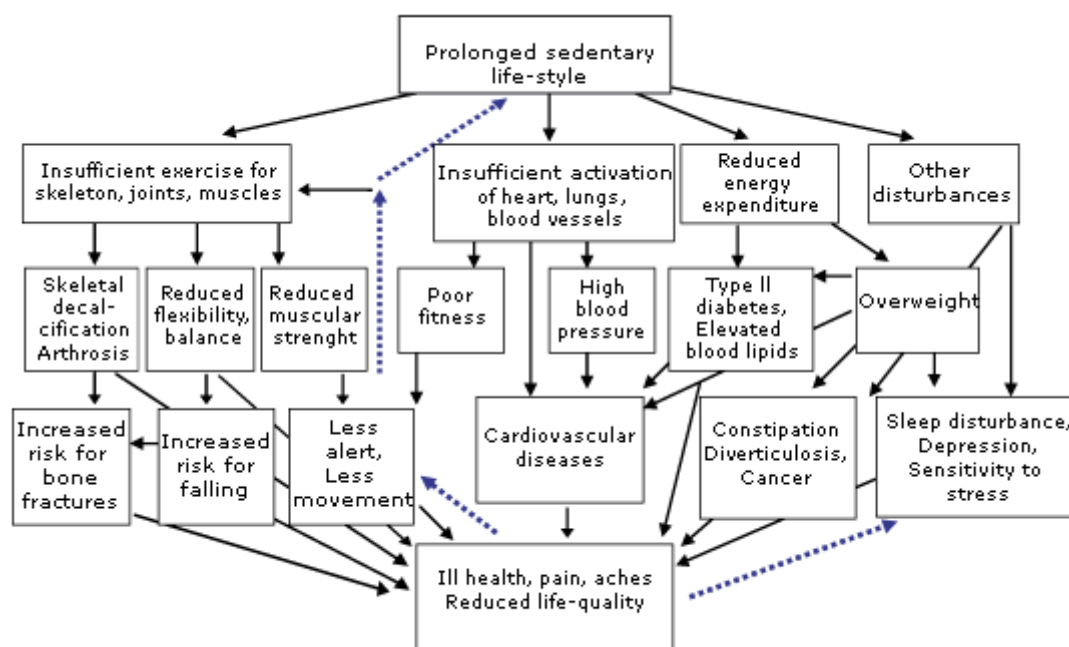 Prolonged sedentary
life-style
Insufficient exercise for
skeleton, joints, muscles
Insufficient activation
of heart, lungs,
blood vessels
Reduced
energy
expenditure
Other
disturbances
Skeletal
decal-
cification
Arthrosis
Reduced
flexibility,
balance
Reduced
muscular
strenght
Poor
fitness
High
blood
pressure
Type II
diabetes,
Elevated
blood lipids
Overweight
Increased
risk for
bone
fractures
Increased
risk for
falling
Less
alert,
Less
movement
Cardiovascular
diseases
Constipation
Diverticulosis,
Cancer
Sleep disturbance,
Depression,
Sensitivity to
stress
Ill health, pain, aches
Reduced life-quality